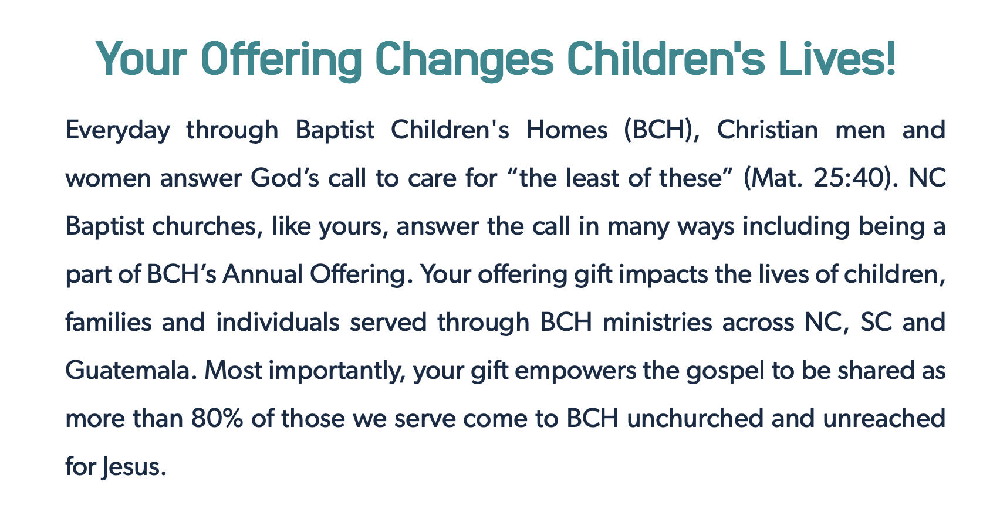 Your Offering Changes Children's Lives!
Everyday through Baptist Children's Homes (BCH), Christian men and
women answer God’s call to care for “the least of these” (Mat. 25:40). NC
Baptist churches, like yours, answer the call in many ways including being a
part of BCH’s Annual Offering. Your offering gift impacts the lives of children,
families and individuals served through BCH ministries across NC, SC and
Guatemala. Most importantly, your gift empowers the gospel to be shared as
more than 80% of those we serve come to BCH unchurched and unreached
for Jesus.